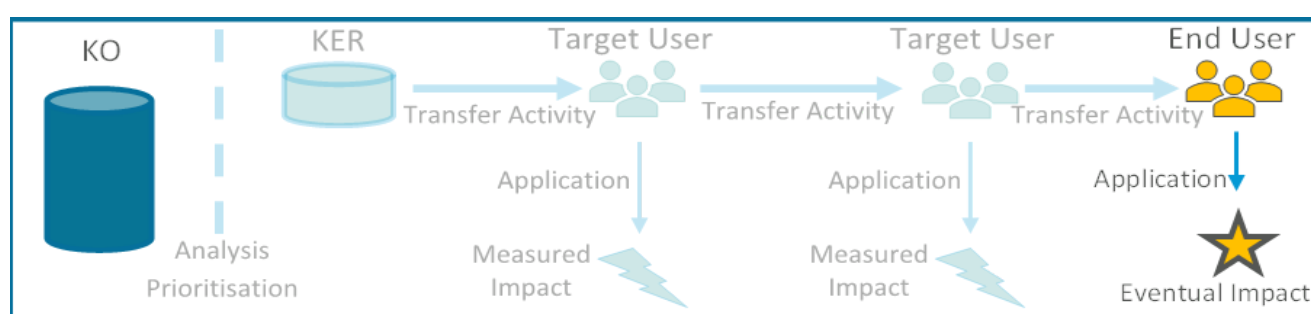 KO
KER
Target User
Target User
End User
Transfer Activity
Transfer Activity
Transfer Activity
Application
Application
Application
Analysis
Prioritisation
Measured
Impact
Measured
Impact
Eventual Impact